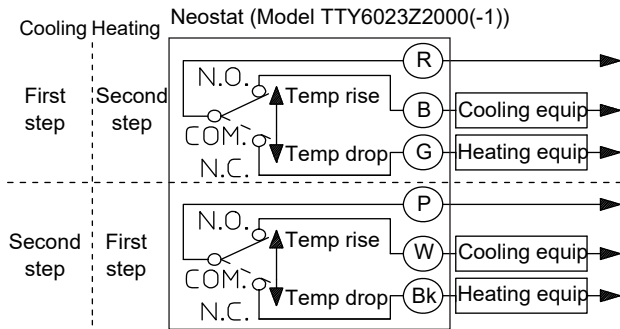 Neostat (Model TTY6023Z2000(-1))
Cooling Heating
R
N.O.
Temp rise
First step
Second step
B
Cooling equip
COM.
Temp drop
G
Heating equip
N.C.
P
N.O.
Temp rise
Second step
First step
W
Cooling equip
COM.
Temp drop
Bk
Heating equip
N.C.